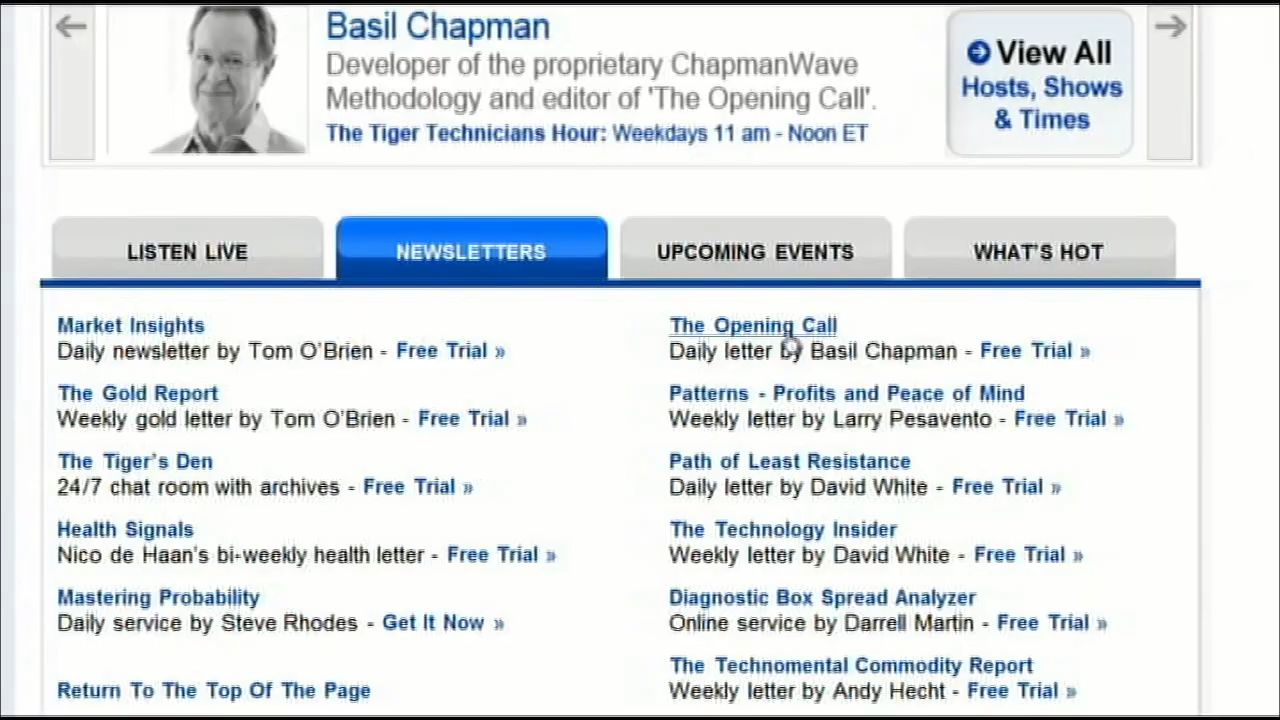 Basil Chapman
Developer of the proprietary ChapmanWave
Methodology and editor of 'The Opening Call'.
The Tiger Technicians Hour: Weekdays 11 am - Noon ET
View All
Hosts, Shows
& Times
LISTEN LIVE
NEWSLETTERS
UPCOMING EVENTS
WHAT'S HOT
Market Insights
Daily newsletter by Tom O'Brien - Free Trial »
The Gold Report
Weekly gold letter by Tom O'Brien - Free Trial »
The Tiger's Den
24/7 chat room with archives - Free Trial »
Health Signals
Nico de Haan's bi-weekly health letter - Free Trial »
Mastering Probability
Daily service by Steve Rhodes - Get It Now »
Return To The Top Of The Page
The Opening Call
Daily letter by Basil Chapman - Free Trial »
Patterns - Profits and Peace of Mind
Weekly letter by Larry Pesavento - Free Trial »
Path of Least Resistance
Daily letter by David White - Free Trial »
The Technology Insider
Weekly letter by David White - Free Trial »
Diagnostic Box Spread Analyzer
Online service by Darrell Martin - Free Trial »
The Technomental Commodity Report
Weekly letter by Andy Hecht - Free Trial »